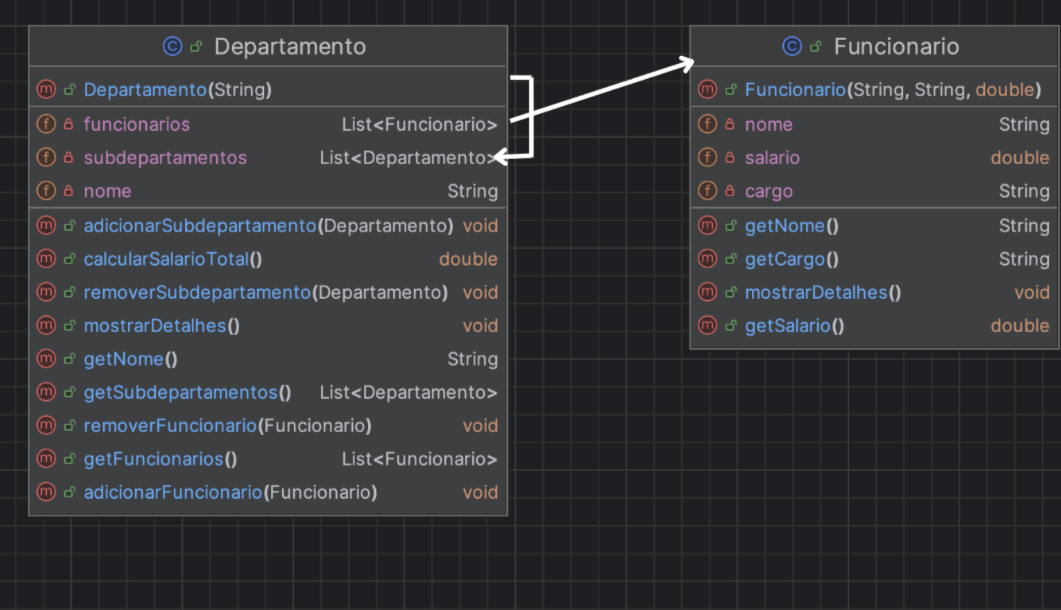 Departamento
Departamento(String)
funcionarios List<Funcionario>
subdepartamentos List<Departamento>
nome String
adicionarSubdepartamento(Departamento) void
calcularSalarioTotal() double
removerSubdepartamento(Departamento) void
mostrarDetalhes() void
getNome() String
getSubdepartamentos() List<Departamento>
removerFuncionario(Funcionario) void
getFuncionarios() List<Funcionario>
adicionarFuncionario(Funcionario) void
Funcionario
Funcionario(String, String, double)
nome String
salario double
cargo String
getNome() String
getCargo() String
mostrarDetalhes() void
getSalario() double